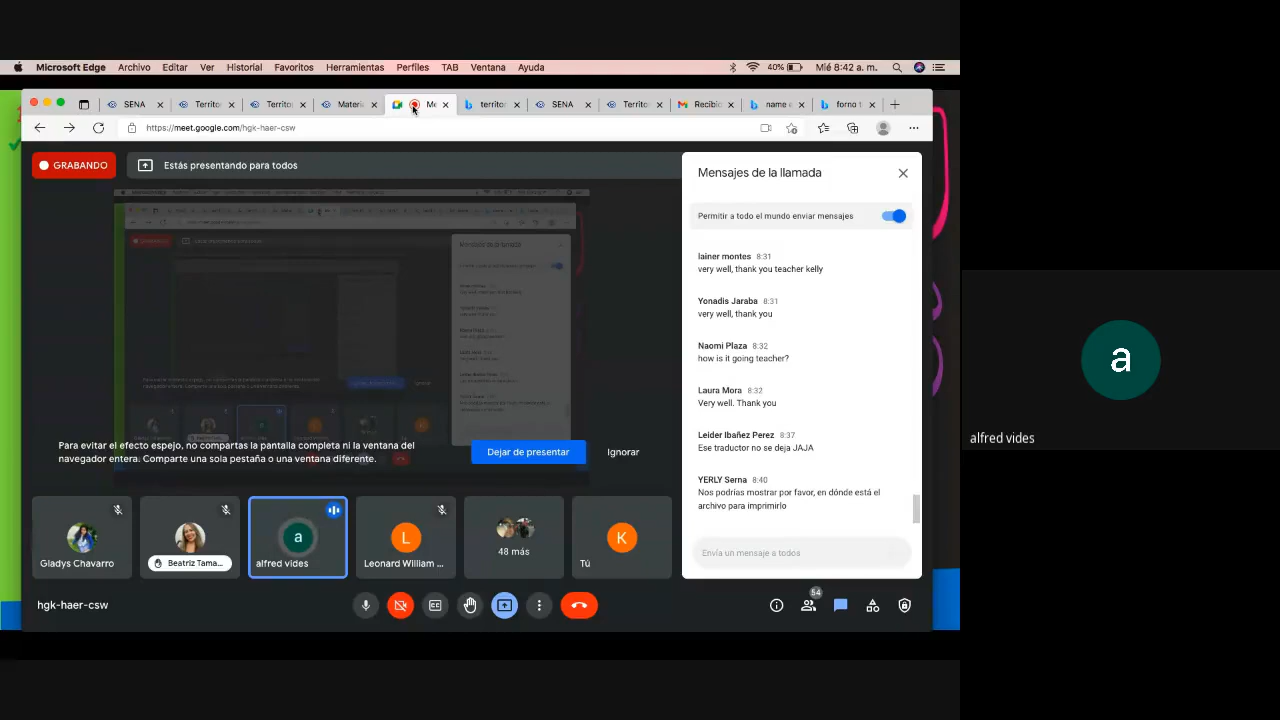 Microsoft Edge Archivo Editar Ver Historial Favoritos Herramientas Perfiles TAB Ventana Ayuda 40% Mié 8:42 a. m.
SENA Territo Territo Materi Me territo SENA Territo Recibid name e forno t
https://meet.google.com/hgk-haer-csw
GRABANDO
Estás presentando para todos
Mensajes de la llamada
Permitir a todo el mundo enviar mensajes
lainer montes 8:31
very well, thank you teacher kelly
Yonadis Jaraba 8:31
very well, thank you
Naomi Plaza 8:32
how is it going teacher?
Laura Mora 8:32
Very well. Thank you
Leider Ibañez Perez 8:37
Ese traductor no se deja JAJA
YERLY Serna 8:40
Nos podrías mostrar por favor, en dónde está el
archivo para imprimirlo
Envía un mensaje a todos
Para evitar el efecto espejo, no compartas la pantalla completa ni la ventana del
navegador entera. Comparte una sola pestaña o una ventana diferente.
Dejar de presentar
Ignorar
Gladys Chavarro
Beatriz Tama...
a
alfred vides
L
Leonard William ...
48 más
K
Tú
hgk-haer-csw
54
a
alfred vides